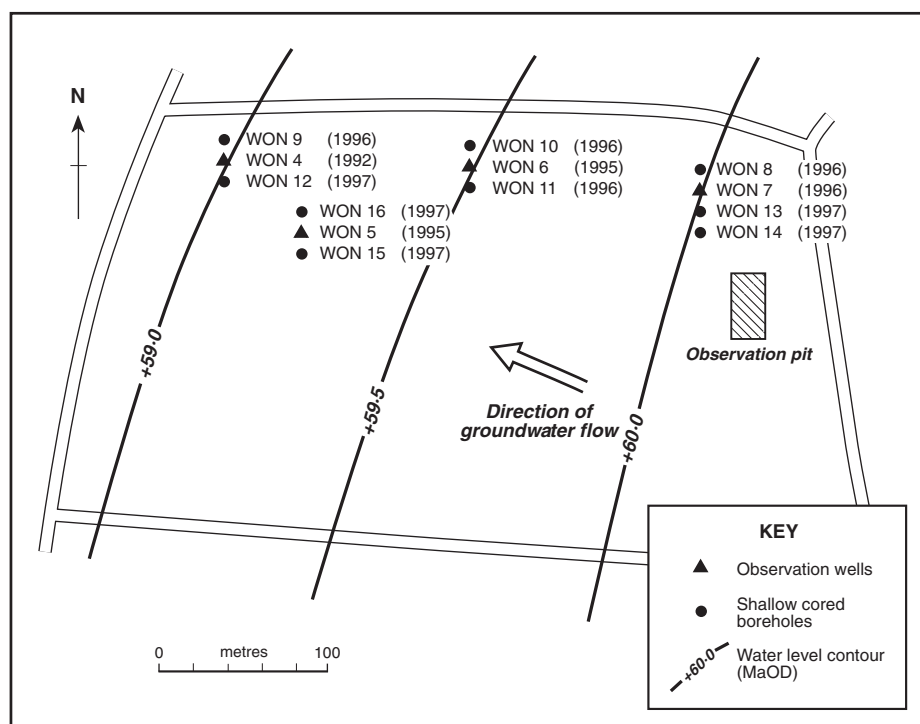 N
WON 9 (1996)
WON 4 (1992)
WON 12 (1997)
WON 16 (1997)
WON 5 (1995)
WON 15 (1997)
WON 10 (1996)
WON 6 (1995)
WON 11 (1996)
WON 8 (1996)
WON 7 (1996)
WON 13 (1997)
WON 14 (1997)
Observation pit
+59·0
+59·5
+60·0
Direction of
groundwater flow
0 metres 100
KEY
Observation wells
Shallow cored
boreholes
+60·0
Water level contour
(MaOD)